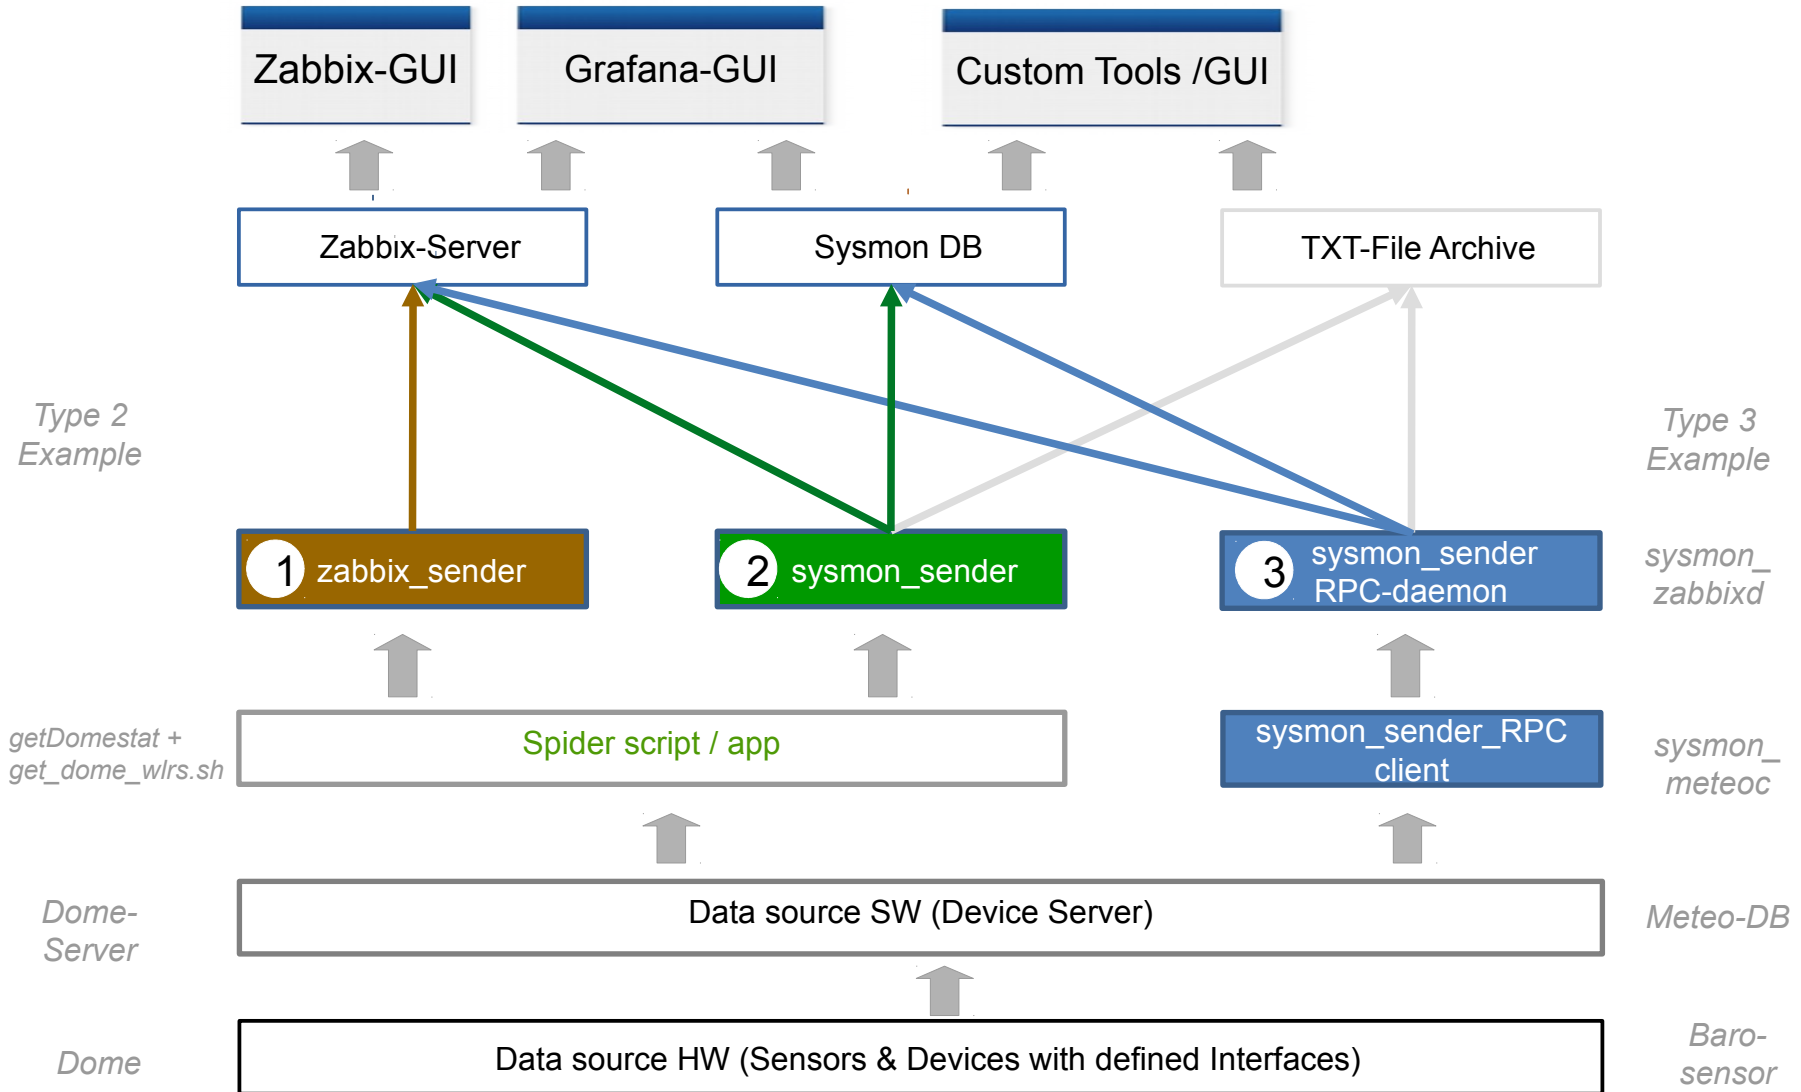 Zabbix-GUI
Grafana-GUI
Custom Tools /GUI
Zabbix-Server
Sysmon DB
TXT-File Archive
Type 2
Example
Type 3
Example
1 zabbix_sender
2 sysmon_sender
3 sysmon_sender
RPC-daemon
sysmon_
zabbixd
getDomestat +
get_dome_wlrs.sh
Spider script / app
sysmon_sender_RPC
client
sysmon_
meteoc
Dome-
Server
Data source SW (Device Server)
Meteo-DB
Dome
Data source HW (Sensors & Devices with defined Interfaces)
Baro-
sensor